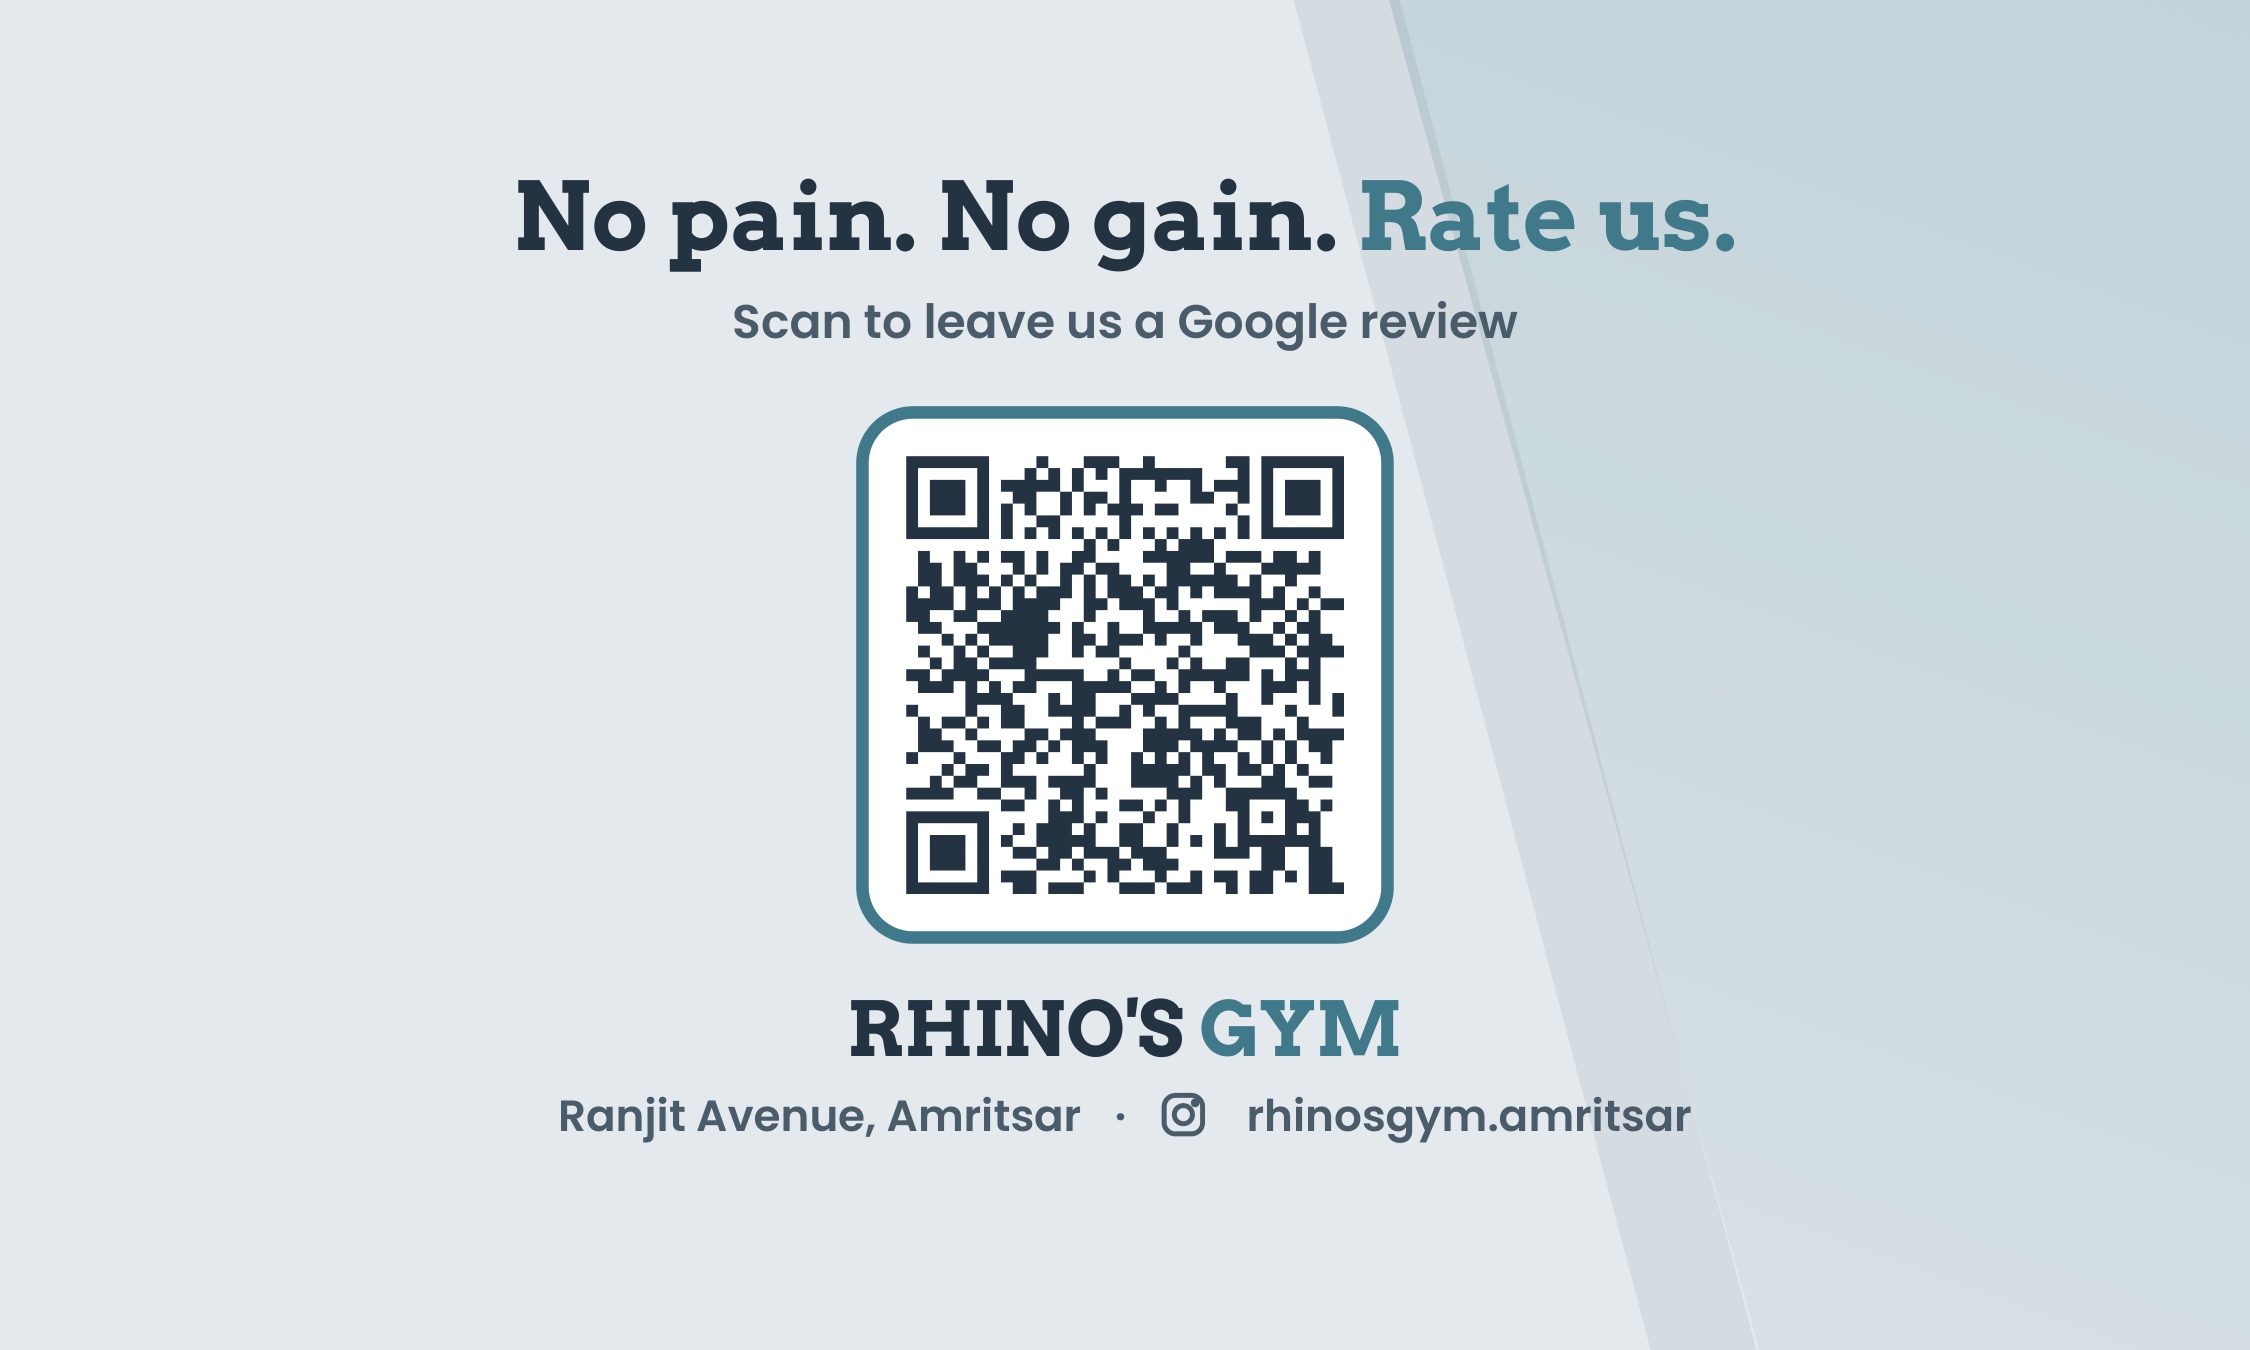 No pain. No gain. Rate us.
Scan to leave us a Google review
RHINO'S GYM
Ranjit Avenue, Amritsar · rhinosgym.amritsar